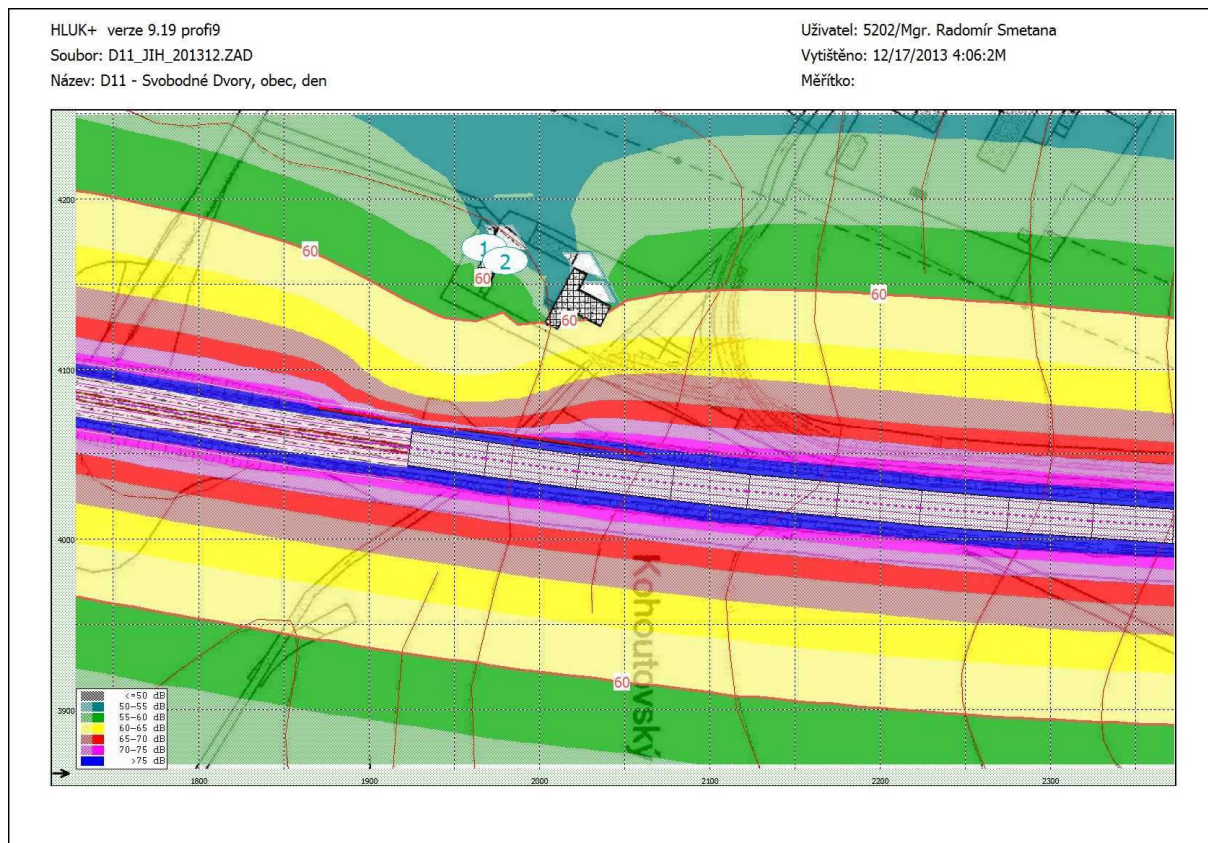 HLUK+ verze 9.19 profi9
Soubor: D11_JIH_201312.ZAD
Název: D11 - Svobodné Dvory, obec, den
Uživatel: 5202/Mgr. Radomír Smetana
Vytištěno: 12/17/2013 4:06:2M
Měřítko:
4200
4100
4000
3900
60
1
2
60
60
60
60
Kohoutovský
<=50 dB
50-55 dB
55-60 dB
60-65 dB
65-70 dB
70-75 dB
>75 dB
1800
1900
2000
2100
2200
2300